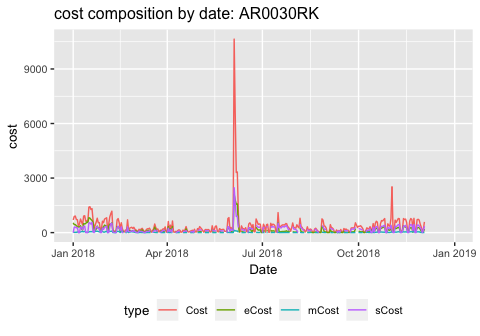 cost composition by date: AR0030RK
cost
9000
6000
3000
0
Jan 2018 Apr 2018 Jul 2018 Oct 2018 Jan 2019
Date
type Cost eCost mCost sCost